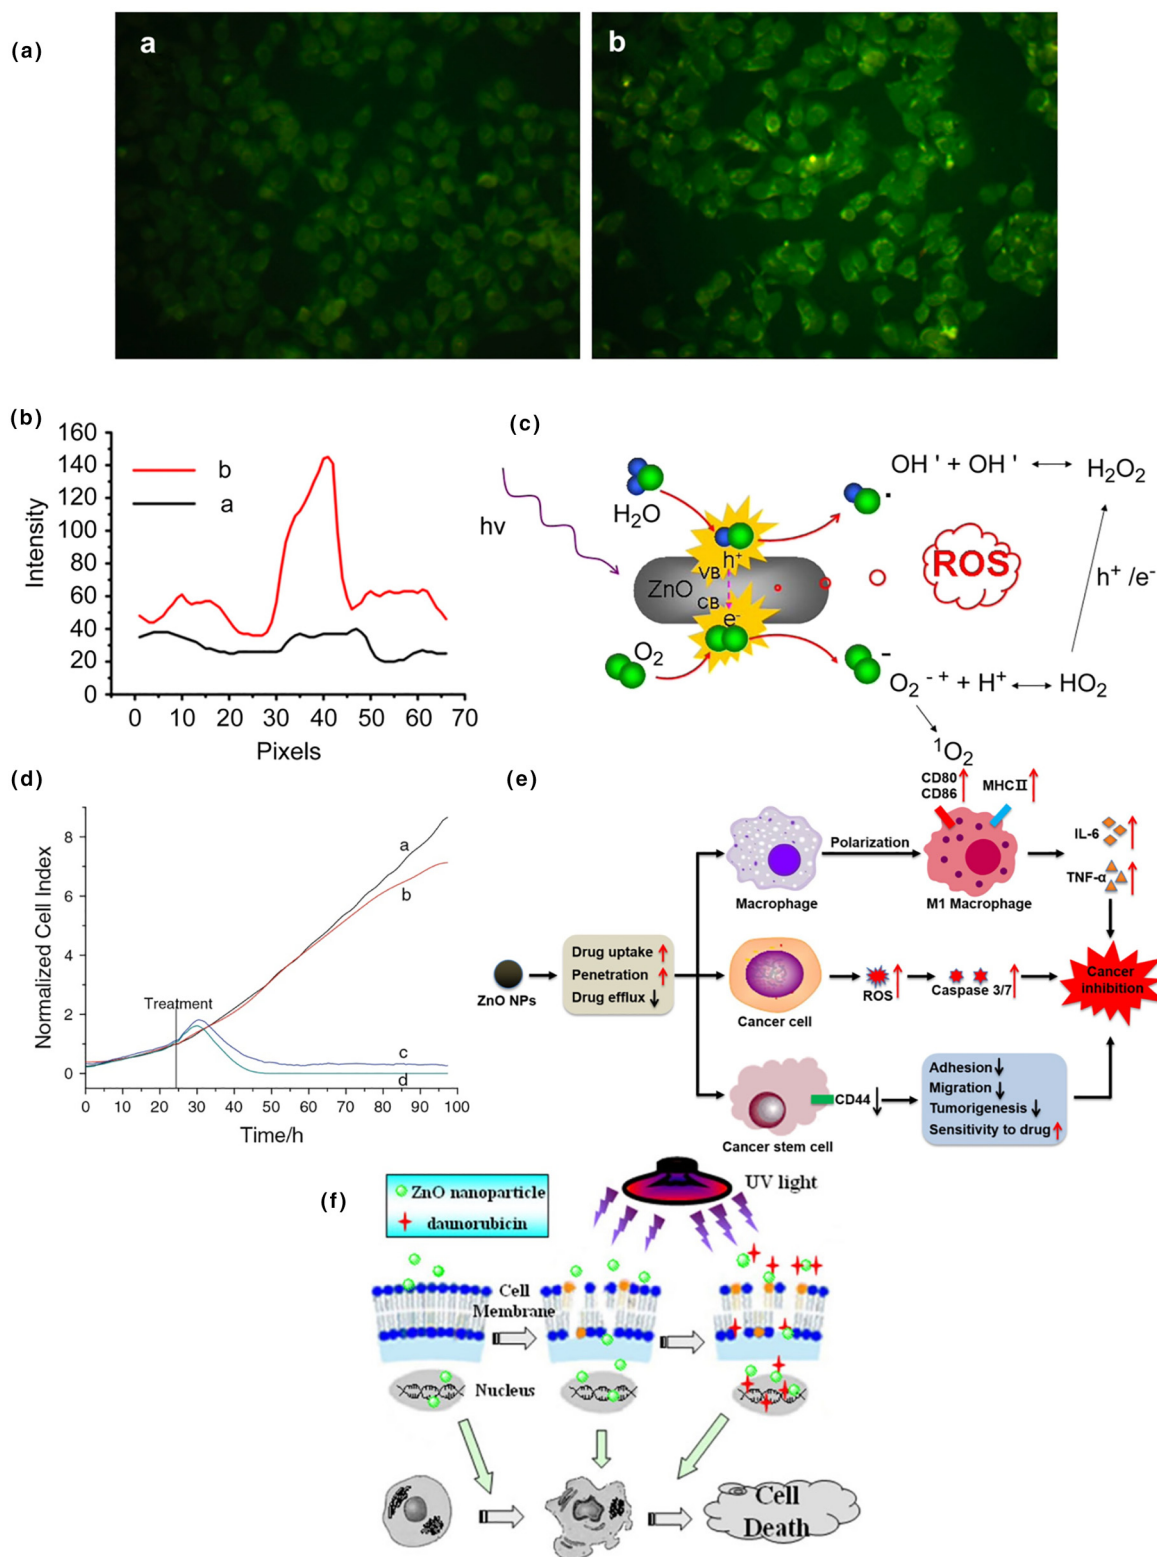 (a)
a
b
(b)
160
140
120
100
80
60
40
20
0
b
a
Intensity
0 10 20 30 40 50 60 70
Pixels
(c)
hν
H₂O
OH' + OH' ↔ H₂O₂
h⁺
VB
ZnO
CB
e⁻
ROS
h⁺/e⁻
O₂
O₂⁻⁺ + H⁺ ↔ HO₂
¹O₂
(d)
8
6
4
2
0
Normalized Cell Index
Treatment
a
b
c
d
0 10 20 30 40 50 60 70 80 90 100
Time/h
(e)
CD80
CD86
MHCII
Polarization
IL-6
TNF-α
Macrophage
M1 Macrophage
ZnO NPs
Drug uptake ↑
Penetration ↑
Drug efflux ↓
Cancer cell
ROS
Caspase 3/7
Cancer
inhibition
CD44
Cancer stem cell
Adhesion ↓
Migration ↓
Tumorigenesis ↓
Sensitivity to drug ↑
(f)
ZnO nanoparticle
daunorubicin
UV light
Cell
Membrane
Nucleus
Cell
Death